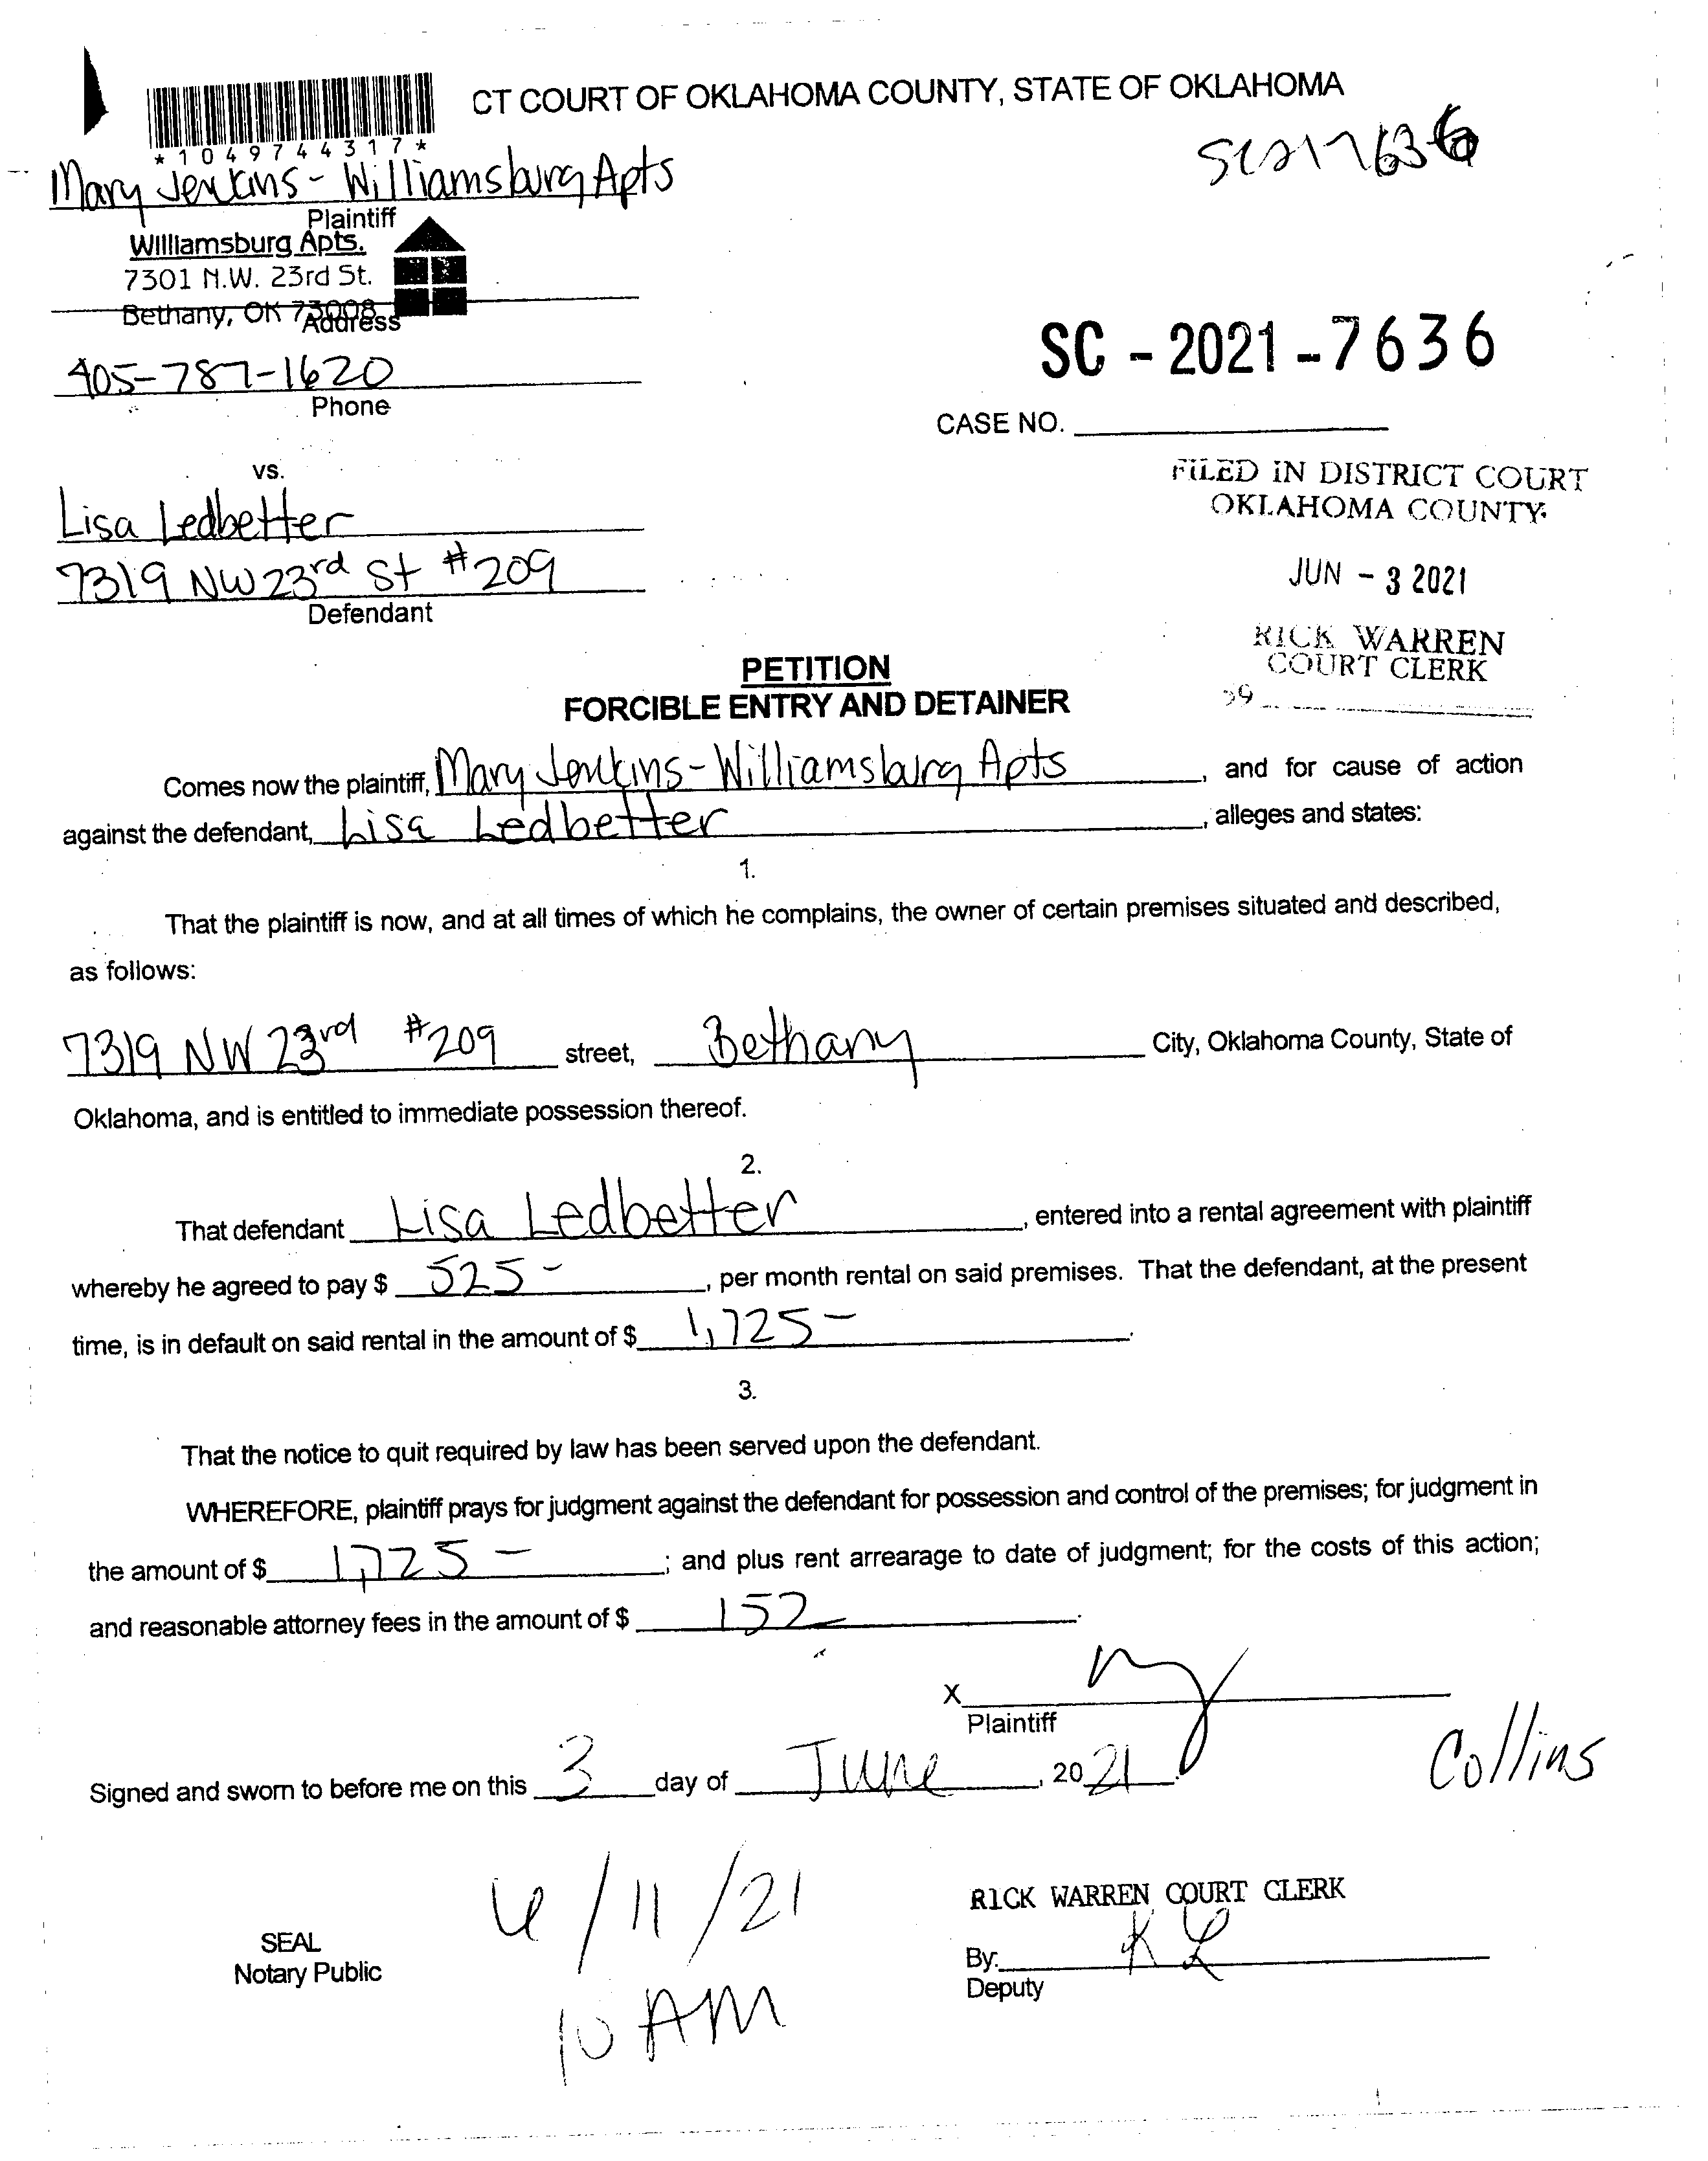 CT COURT OF OKLAHOMA COUNTY, STATE OF OKLAHOMA
*1049744317*
SC217636
Mary Jenkins - Williamsburg Apts
Plaintiff
Williamsburg Apts.
7301 N.W. 23rd St.
Bethany, OK 73008
Address
SC - 2021 - 7636
405-787-1620
Phone
CASE NO.
vs.
FILED IN DISTRICT COURT
OKLAHOMA COUNTY
Lisa Ledbetter
7319 NW 23rd St #209
Defendant
JUN - 3 2021
RICK WARREN
COURT CLERK
39
PETITION
FORCIBLE ENTRY AND DETAINER
Comes now the plaintiff, Mary Jenkins - Williamsburg Apts, and for cause of action
against the defendant, Lisa Ledbetter, alleges and states:
1.
That the plaintiff is now, and at all times of which he complains, the owner of certain premises situated and described,
as follows:
7319 NW 23rd #209 street, Bethany City, Oklahoma County, State of
Oklahoma, and is entitled to immediate possession thereof.
2.
That defendant Lisa Ledbetter, entered into a rental agreement with plaintiff
whereby he agreed to pay $ 525-, per month rental on said premises. That the defendant, at the present
time, is in default on said rental in the amount of $ 1,725-.
3.
That the notice to quit required by law has been served upon the defendant.
WHEREFORE, plaintiff prays for judgment against the defendant for possession and control of the premises; for judgment in
the amount of $ 1,725-; and plus rent arrearage to date of judgment; for the costs of this action;
and reasonable attorney fees in the amount of $ 152.
X
Plaintiff
Collins
Signed and sworn to before me on this 3 day of June, 2021.
6/11/21
10 AM
SEAL
Notary Public
RICK WARREN COURT CLERK
By: KL
Deputy